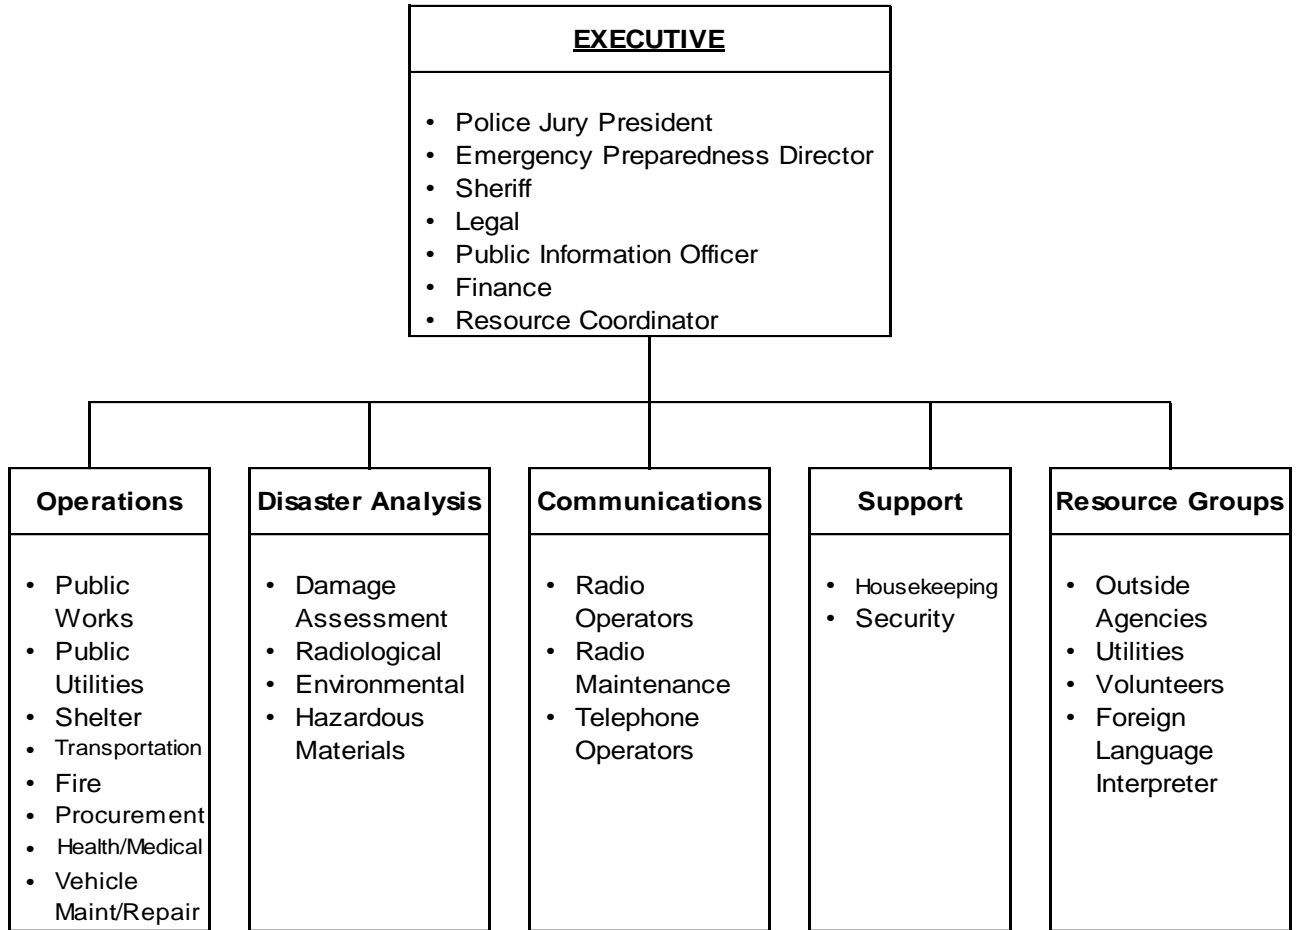 EXECUTIVE
• Police Jury President
• Emergency Preparedness Director
• Sheriff
• Legal
• Public Information Officer
• Finance
• Resource Coordinator
Operations
• Public
Works
• Public
Utilities
• Shelter
• Transportation
• Fire
• Procurement
• Health/Medical
• Vehicle
Maint/Repair
Disaster Analysis
• Damage
Assessment
• Radiological
• Environmental
• Hazardous
Materials
Communications
• Radio
Operators
• Radio
Maintenance
• Telephone
Operators
Support
• Housekeeping
• Security
Resource Groups
• Outside
Agencies
• Utilities
• Volunteers
• Foreign
Language
Interpreter